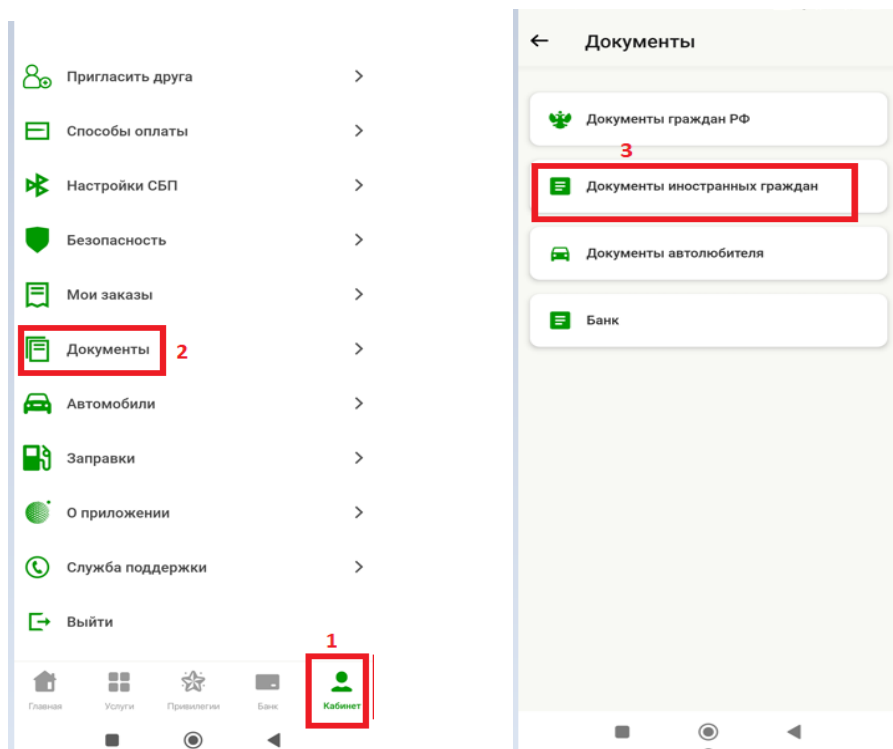 Пригласить друга
Способы оплаты
Настройки СБП
Безопасность
Мои заказы
Документы
2
Автомобили
Заправки
О приложении
Служба поддержки
Выйти
1
Главная
Услуги
Привилегии
Банк
Кабинет
Документы
Документы граждан РФ
3
Документы иностранных граждан
Документы автолюбителя
Банк